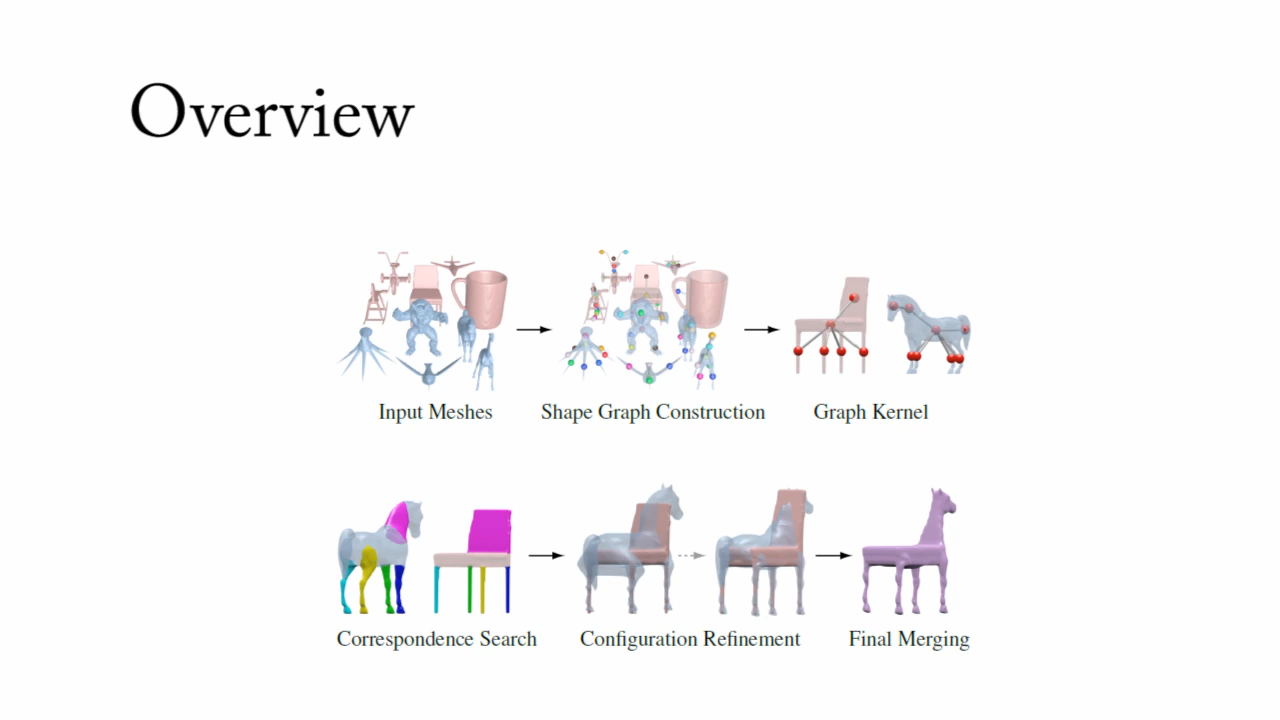 Overview
Input Meshes
Shape Graph Construction
Graph Kernel
Correspondence Search
Configuration Refinement
Final Merging